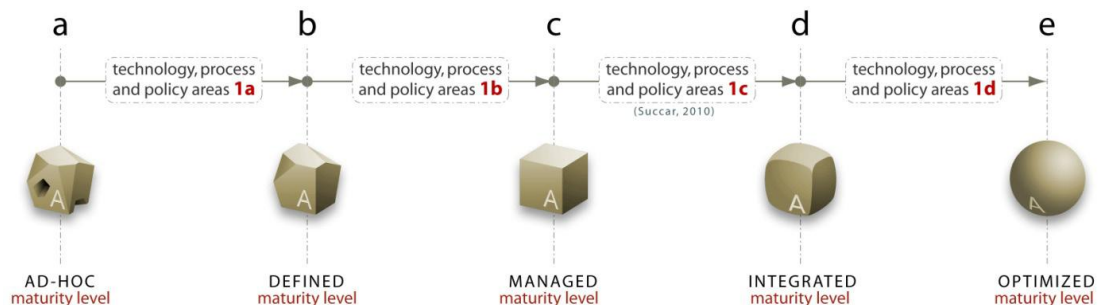 a
b
c
d
e
technology, process
and policy areas 1a
technology, process
and policy areas 1b
technology, process
and policy areas 1c
(Succar, 2010)
technology, process
and policy areas 1d
A
A
A
A
A
AD-HOC
maturity level
DEFINED
maturity level
MANAGED
maturity level
INTEGRATED
maturity level
OPTIMIZED
maturity level